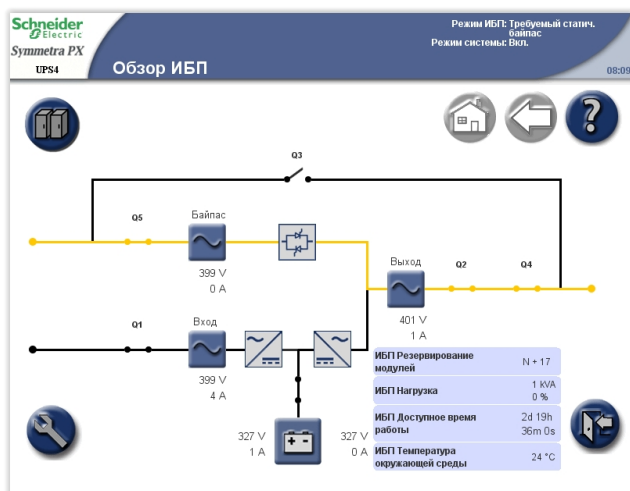 Schneider
Electric
Symmetra PX
UPS4
Обзор ИБП
Режим ИБП: Требуемый статич.
байпас
Режим системы: Вкл.
08:09
?
Q3
Q5
Байпас
399 V
0 A
Выход
401 V
1 A
Q2
Q4
Q1
Вход
399 V
4 A
327 V
1 A
327 V
0 A
ИБП Резервирование
модулей
N + 17
ИБП Нагрузка
1 kVA
0 %
ИБП Доступное время
работы
2d 19h
36m 0s
ИБП Температура
окружающей среды
24 °C